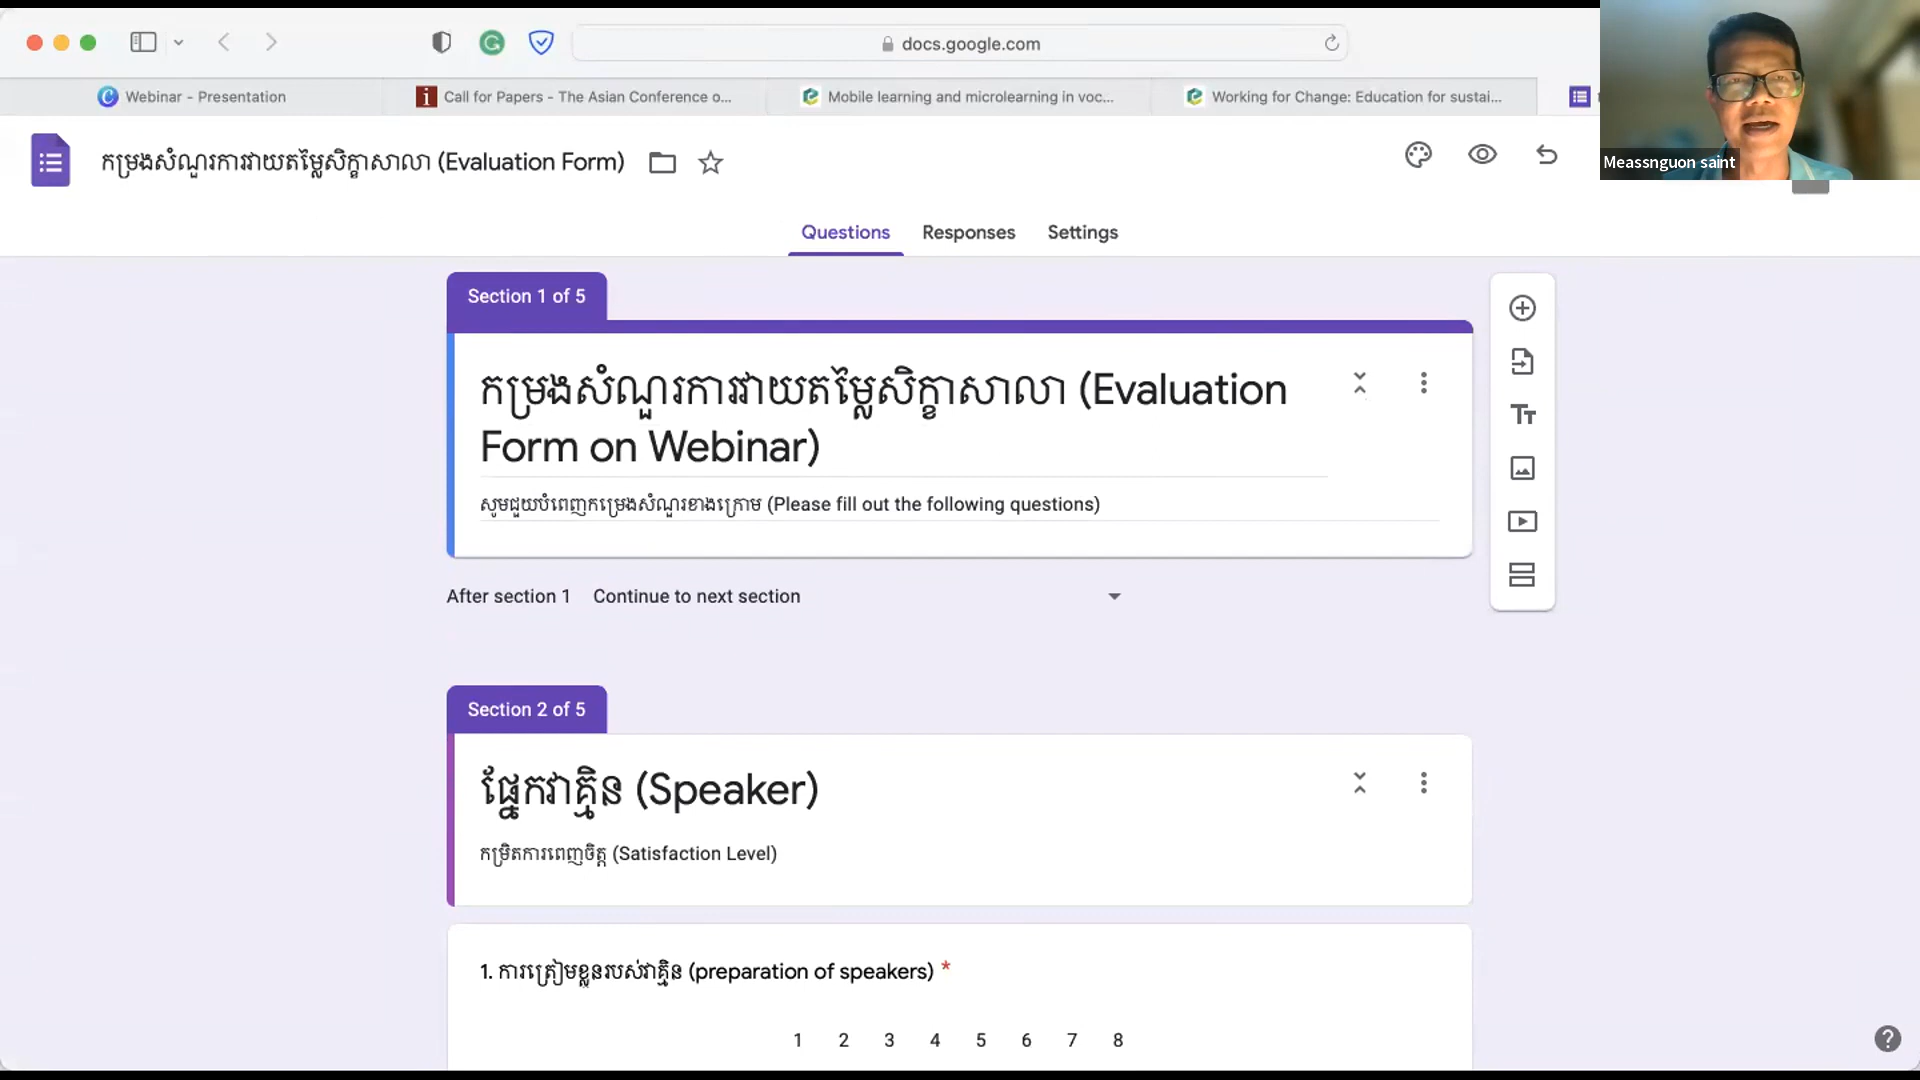 docs.google.com
Webinar - Presentation
Call for Papers - The Asian Conference o...
Mobile learning and microlearning in voc...
Working for Change: Education for sustai...
កម្រងសំណួរការវាយតម្លៃសិក្ខាសាលា (Evaluation Form)
Meassnguon saint
Questions
Responses
Settings
Section 1 of 5
កម្រងសំណួរការវាយតម្លៃសិក្ខាសាលា (Evaluation
Form on Webinar)
សូមជួយបំពេញកម្រេងសំណួរខាងក្រោម (Please fill out the following questions)
After section 1 Continue to next section
Section 2 of 5
ផ្នែកវាគ្មិន (Speaker)
កម្រិតការពេញចិត្ត (Satisfaction Level)
1. ការត្រៀមខ្លួនរបស់វាគ្មិន (preparation of speakers) *
1 2 3 4 5 6 7 8